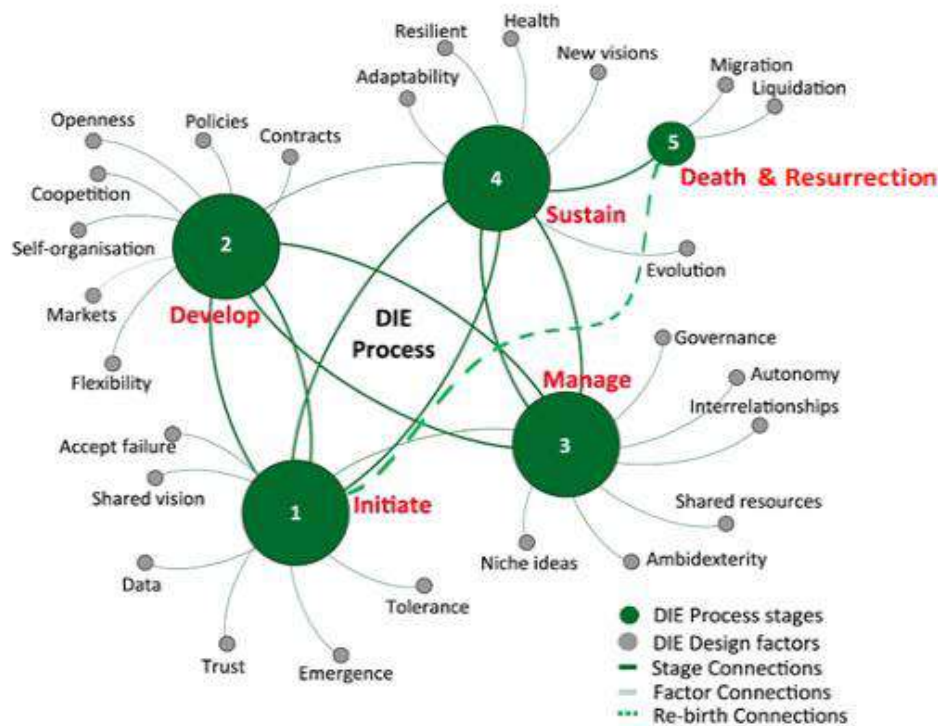 Health
Resilient
New visions
Adaptability
Migration
Liquidation
Openness
Policies
Contracts
5
Death & Resurrection
Coopetition
4
Sustain
Self-organisation
2
Evolution
Markets
Develop
DIE
Process
Governance
Flexibility
Manage
Autonomy
Interrelationships
Accept failure
3
Shared vision
Initiate
1
Shared resources
Niche ideas
Ambidexterity
Data
Tolerance
Trust
Emergence
DIE Process stages
DIE Design factors
Stage Connections
Factor Connections
Re-birth Connections